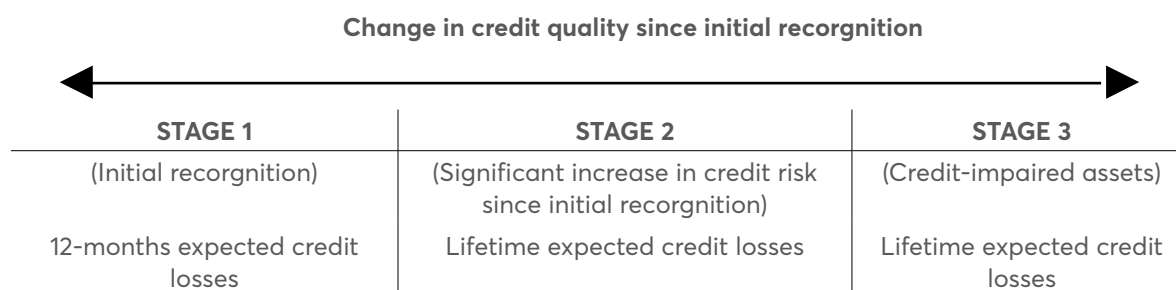 Change in credit quality since initial recorgnition
STAGE 1
STAGE 2
STAGE 3
(Initial recorgnition)
(Significant increase in credit risk
since initial recorgnition)
(Credit-impaired assets)
12-months expected credit
losses
Lifetime expected credit losses
Lifetime expected credit
losses